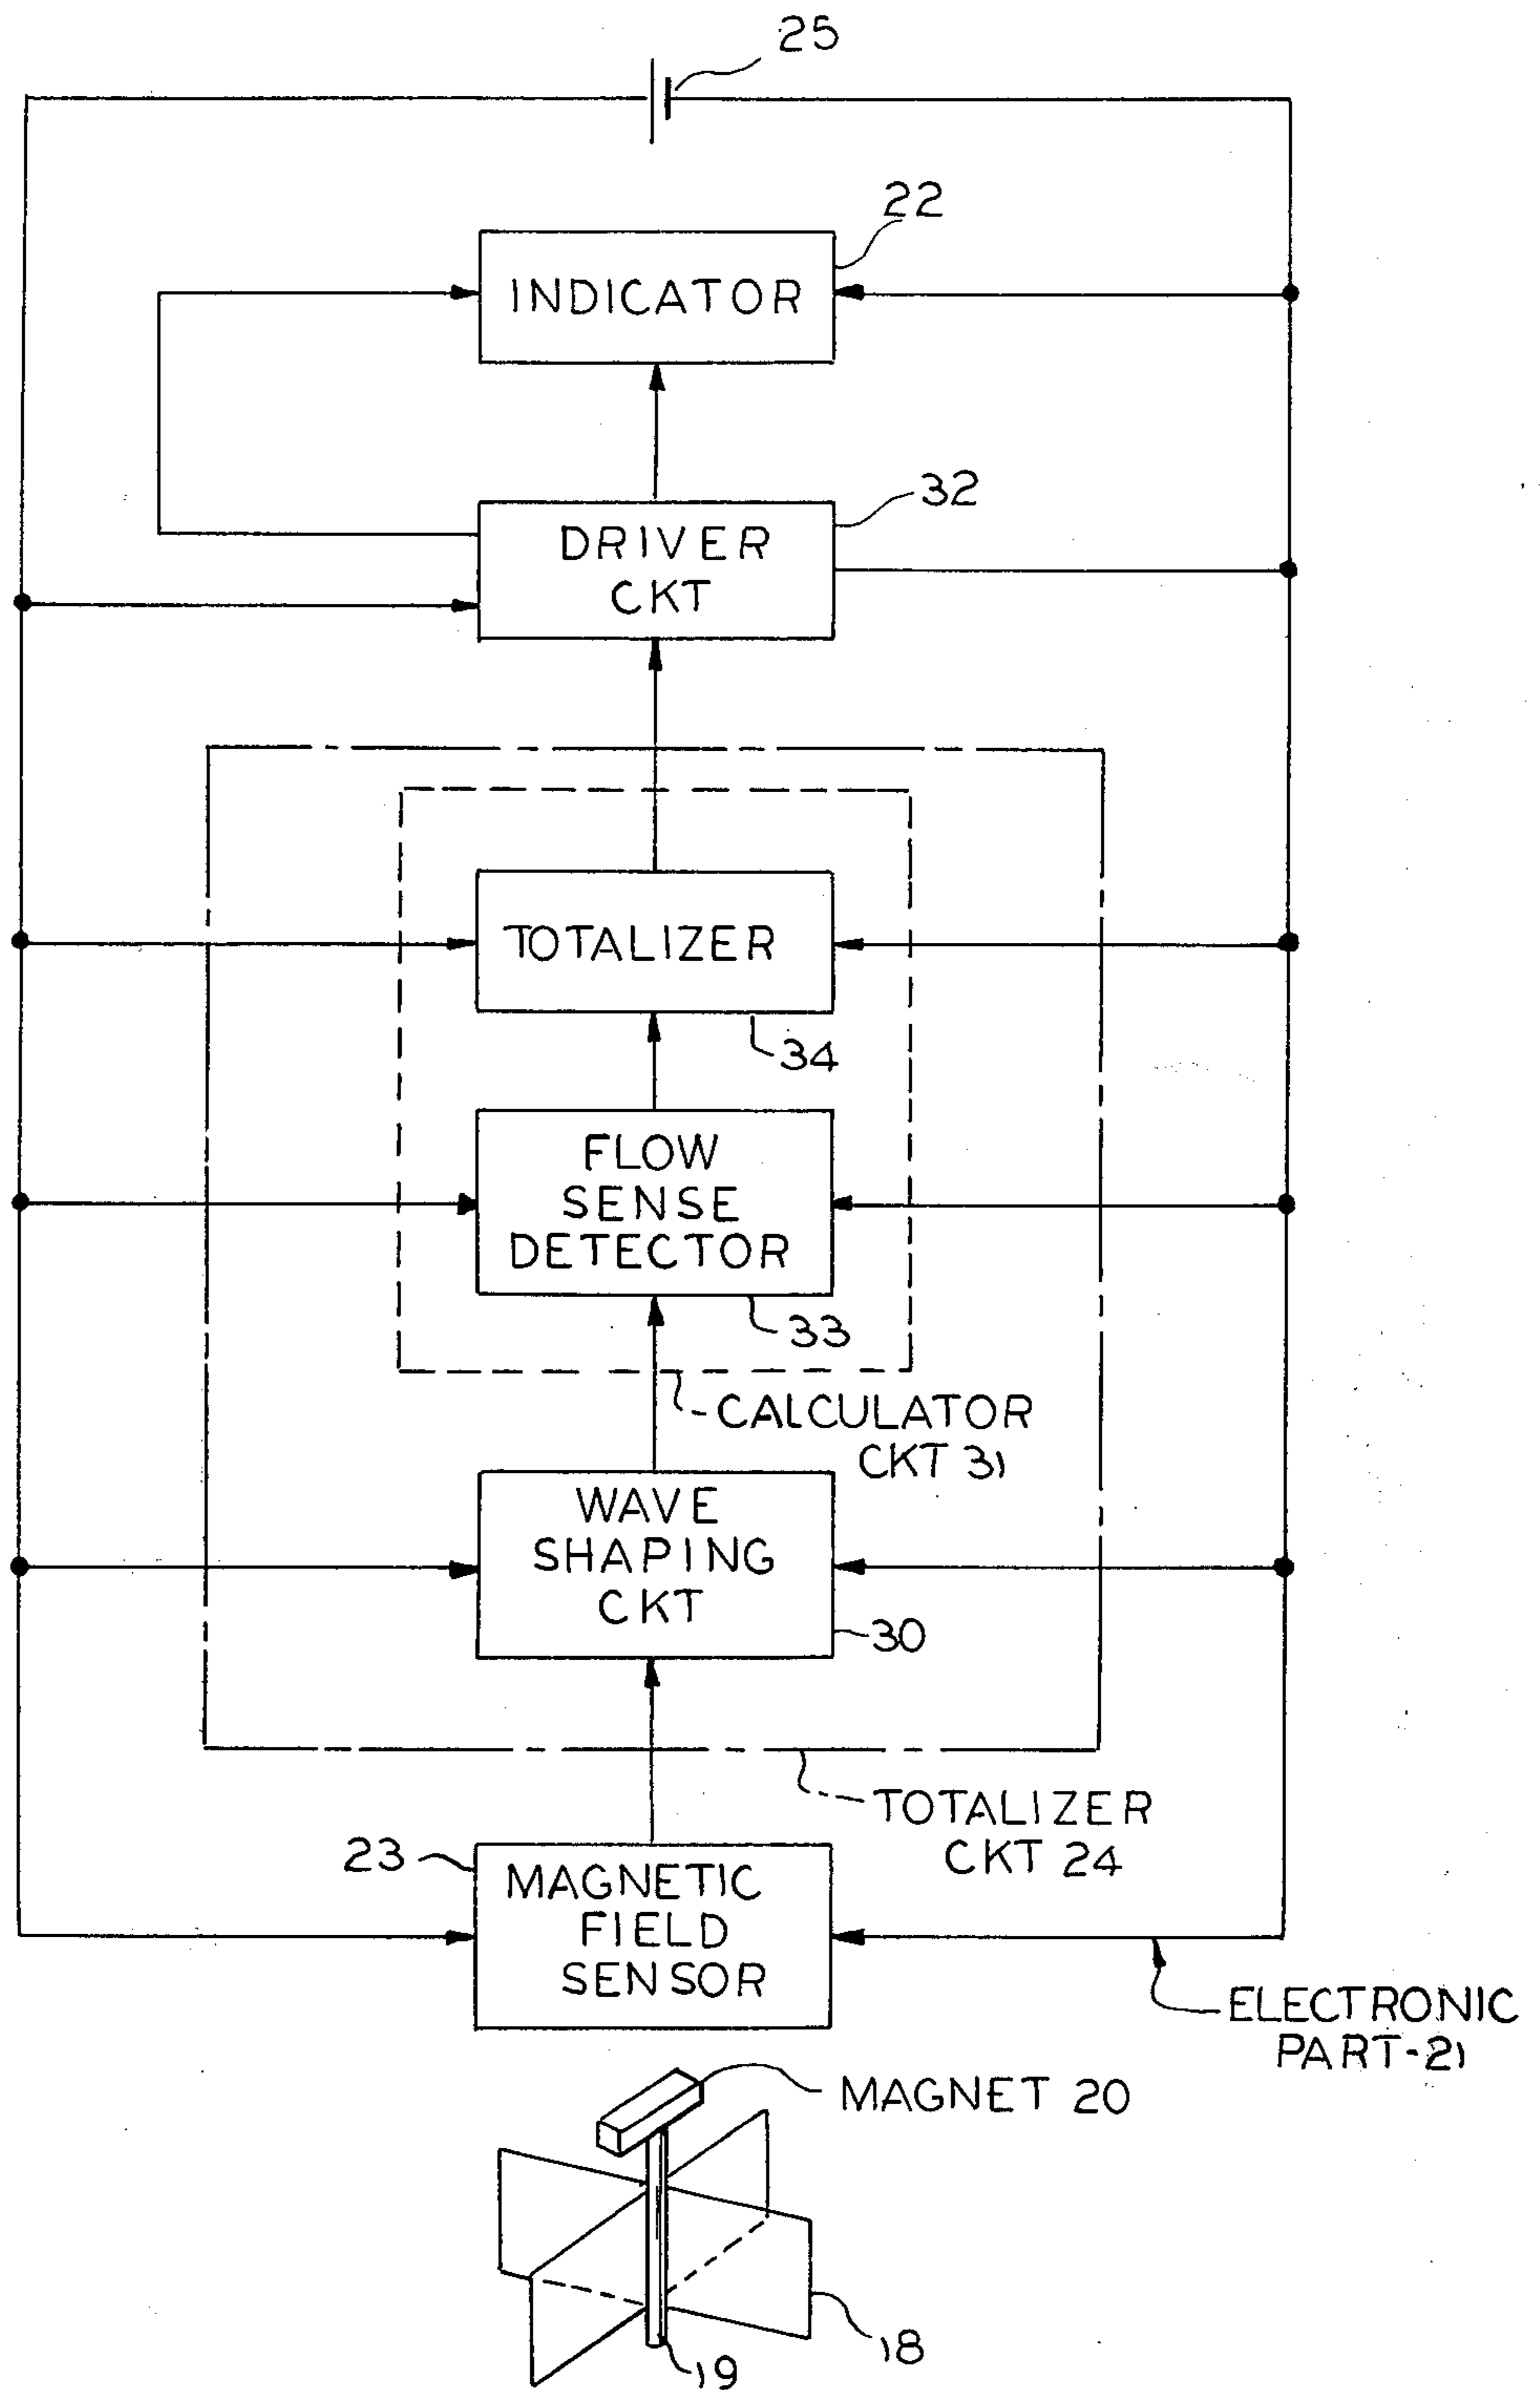 25
22
INDICATOR
32
DRIVER
CKT
TOTALIZER
34
FLOW
SENSE
DETECTOR
33
CALCULATOR
CKT 31
WAVE
SHAPING
CKT
30
TOTALIZER
CKT 24
23
MAGNETIC
FIELD
SENSOR
ELECTRONIC
PART-21
MAGNET 20
18
19